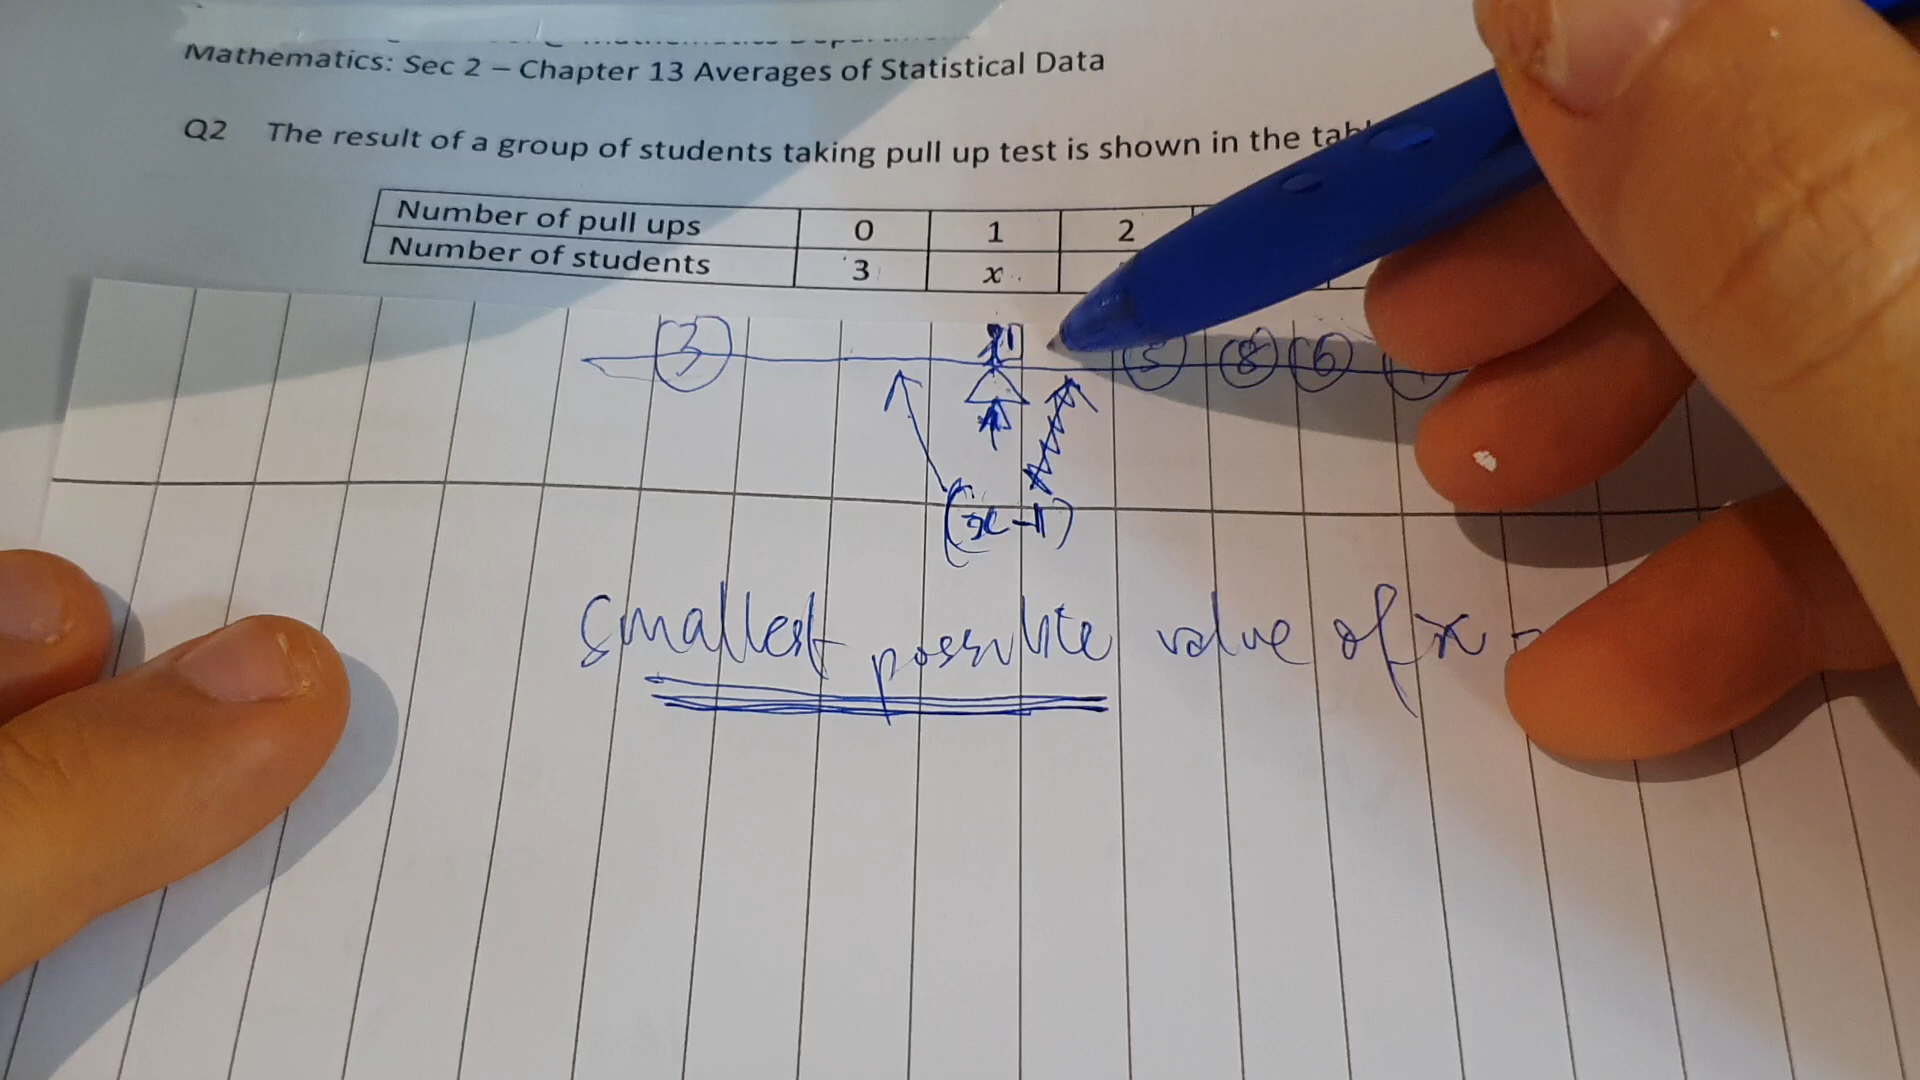 Mathematics: Sec 2 – Chapter 13 Averages of Statistical Data
Q2 The result of a group of students taking pull up test is shown in the
Number of pull ups 0 1 2
Number of students 3 x
3 1 5 8 6
(x-1)
smallest possible value of x